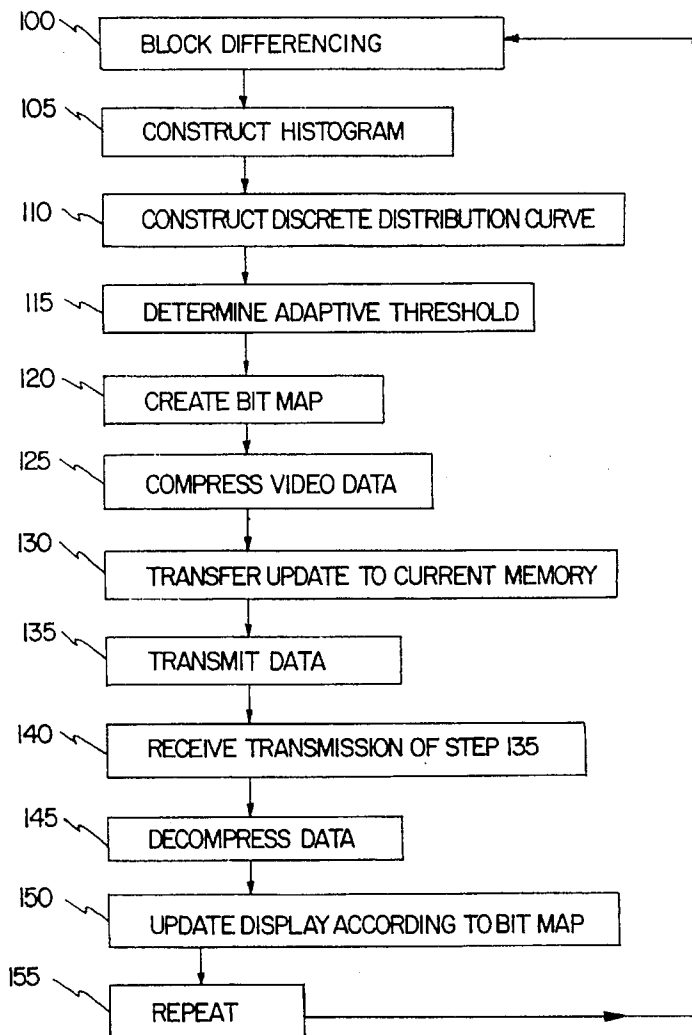 100
BLOCK DIFFERENCING
105
CONSTRUCT HISTOGRAM
110
CONSTRUCT DISCRETE DISTRIBUTION CURVE
115
DETERMINE ADAPTIVE THRESHOLD
120
CREATE BIT MAP
125
COMPRESS VIDEO DATA
130
TRANSFER UPDATE TO CURRENT MEMORY
135
TRANSMIT DATA
140
RECEIVE TRANSMISSION OF STEP 135
145
DECOMPRESS DATA
150
UPDATE DISPLAY ACCORDING TO BIT MAP
155
REPEAT